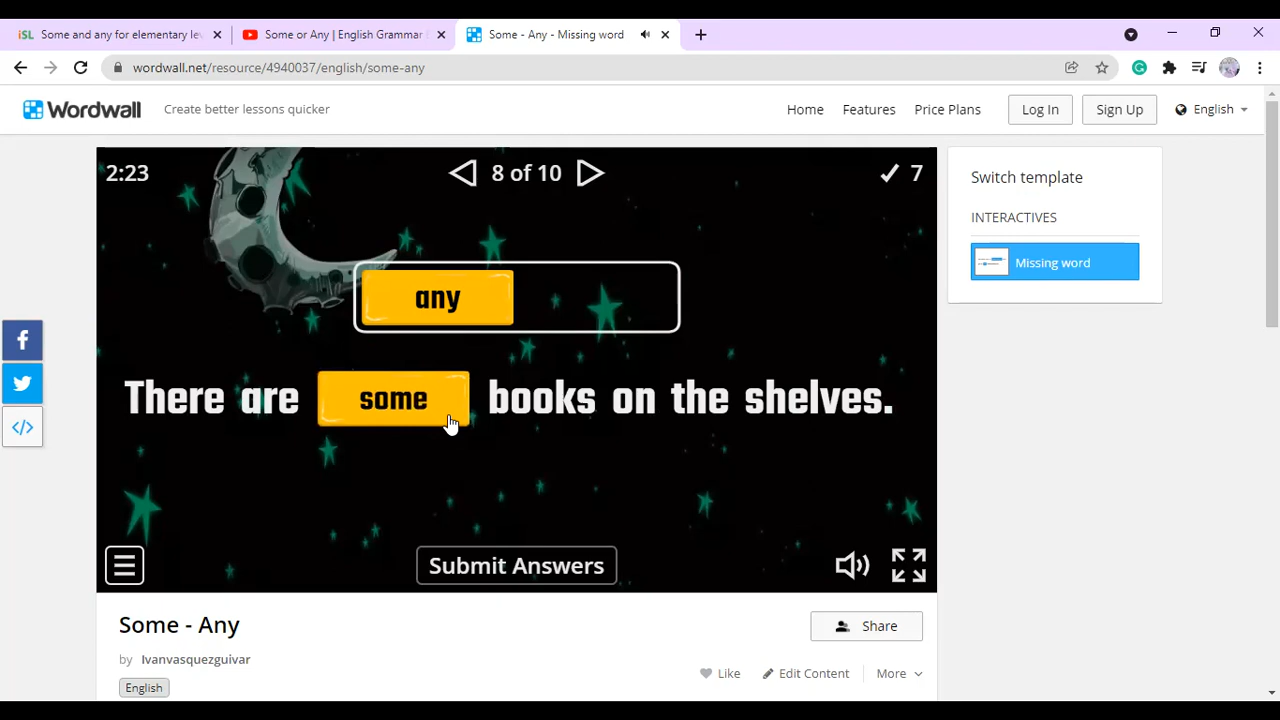 Some and any for elementary le
Some or Any | English Grammar E
Some - Any - Missing word
wordwall.net/resource/4940037/english/some-any
Wordwall
Create better lessons quicker
Home
Features
Price Plans
Log In
Sign Up
English
2:23
8 of 10
7
any
There are some books on the shelves.
Submit Answers
Switch template
INTERACTIVES
Missing word
Some - Any
Share
by Ivanvasquezguivar
Like
Edit Content
More
English